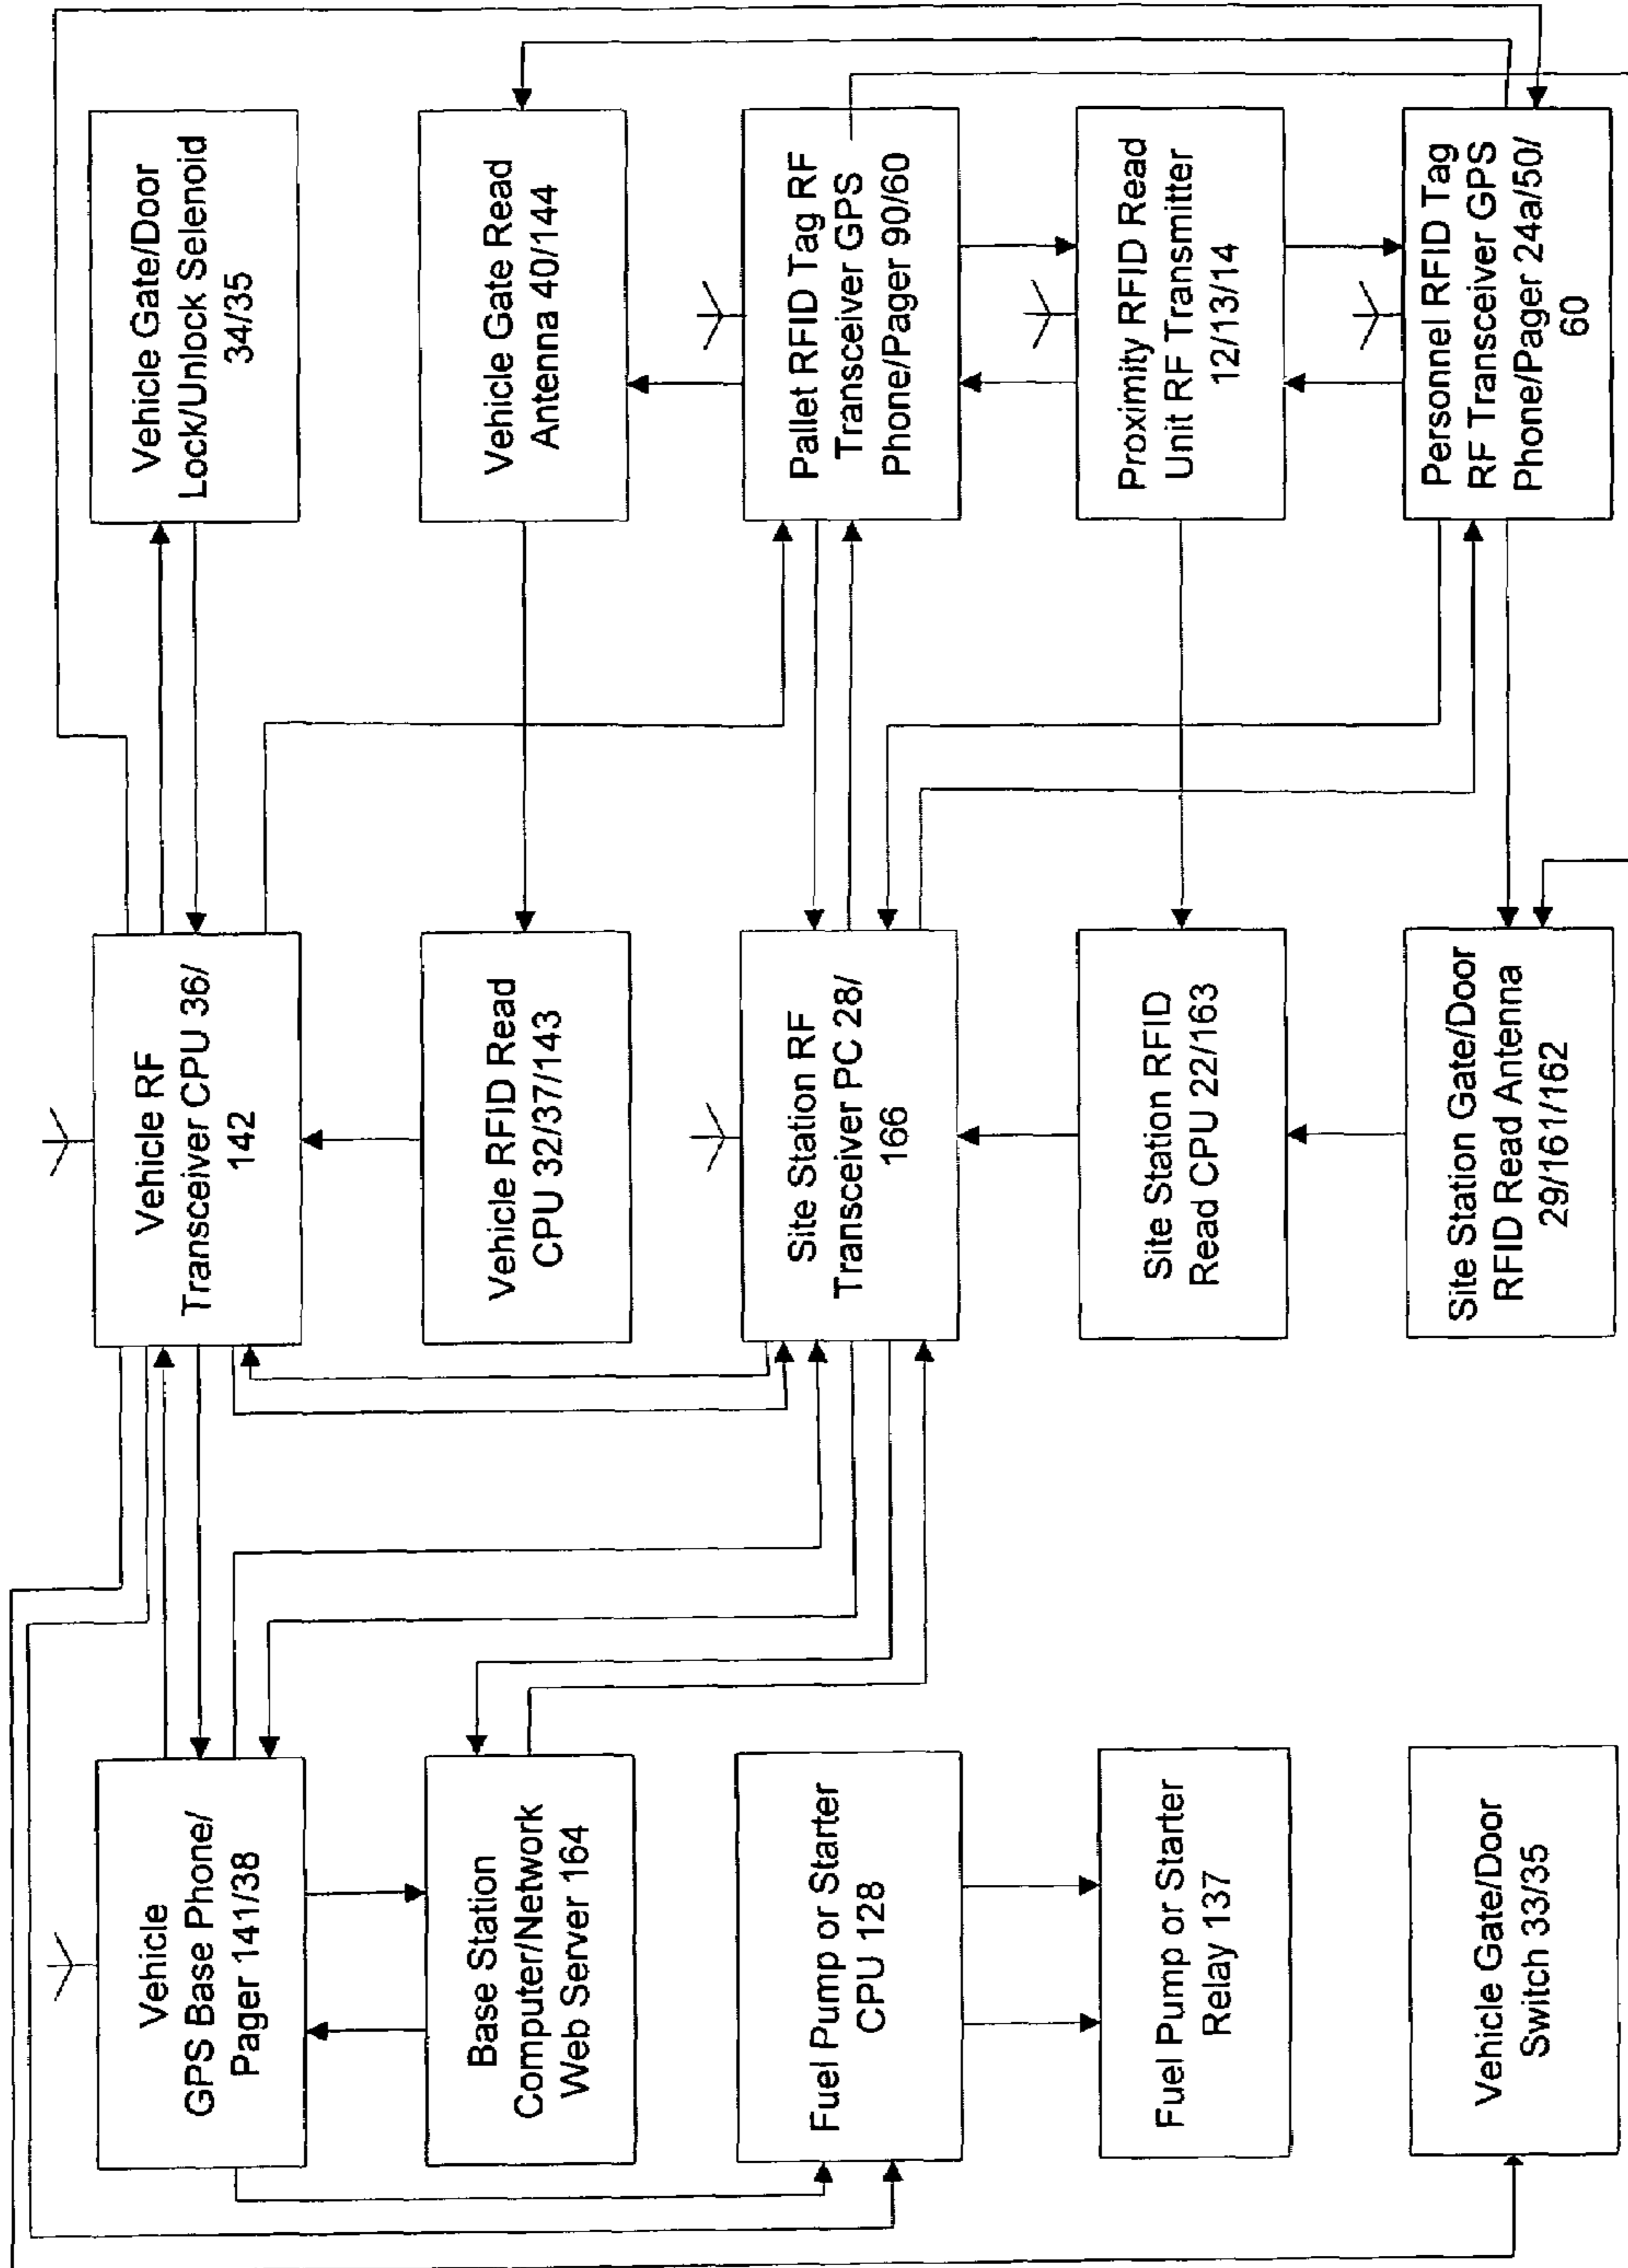 Vehicle
GPS Base Phone/
Pager 141/38
Vehicle RF
Transceiver CPU 36/
142
Vehicle Gate/Door
Lock/Unlock Selenoid
34/35
Base Station
Computer/Network
Web Server 164
Vehicle RFID Read
CPU 32/37/143
Vehicle Gate Read
Antenna 40/144
Fuel Pump or Starter
CPU 128
Site Station RF
Transceiver PC 28/
166
Pallet RFID Tag RF
Transceiver GPS
Phone/Pager 90/60
Fuel Pump or Starter
Relay 137
Site Station RFID
Read CPU 22/163
Proximity RFID Read
Unit RF Transmitter
12/13/14
Vehicle Gate/Door
Switch 33/35
Site Station Gate/Door
RFID Read Antenna
29/161/162
Personnel RFID Tag
RF Transceiver GPS
Phone/Pager 24a/50/
60